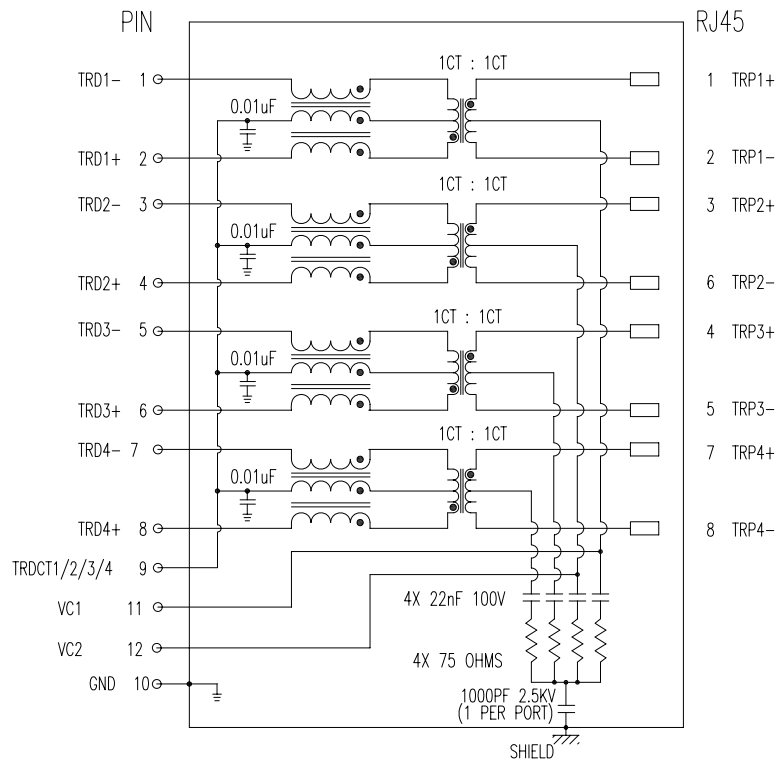 PIN RJ45
1CT : 1CT
TRD1- 1 1 TRP1+
0.01uF
TRD1+ 2 2 TRP1-
1CT : 1CT
TRD2- 3 3 TRP2+
0.01uF
TRD2+ 4 6 TRP2-
1CT : 1CT
TRD3- 5 4 TRP3+
0.01uF
TRD3+ 6 5 TRP3-
1CT : 1CT
TRD4- 7 7 TRP4+
0.01uF
TRD4+ 8 8 TRP4-
TRDCT1/2/3/4 9
4X 22nF 100V
VC1 11
VC2 12
4X 75 OHMS
GND 10
1000PF 2.5KV
(1 PER PORT)
SHIELD